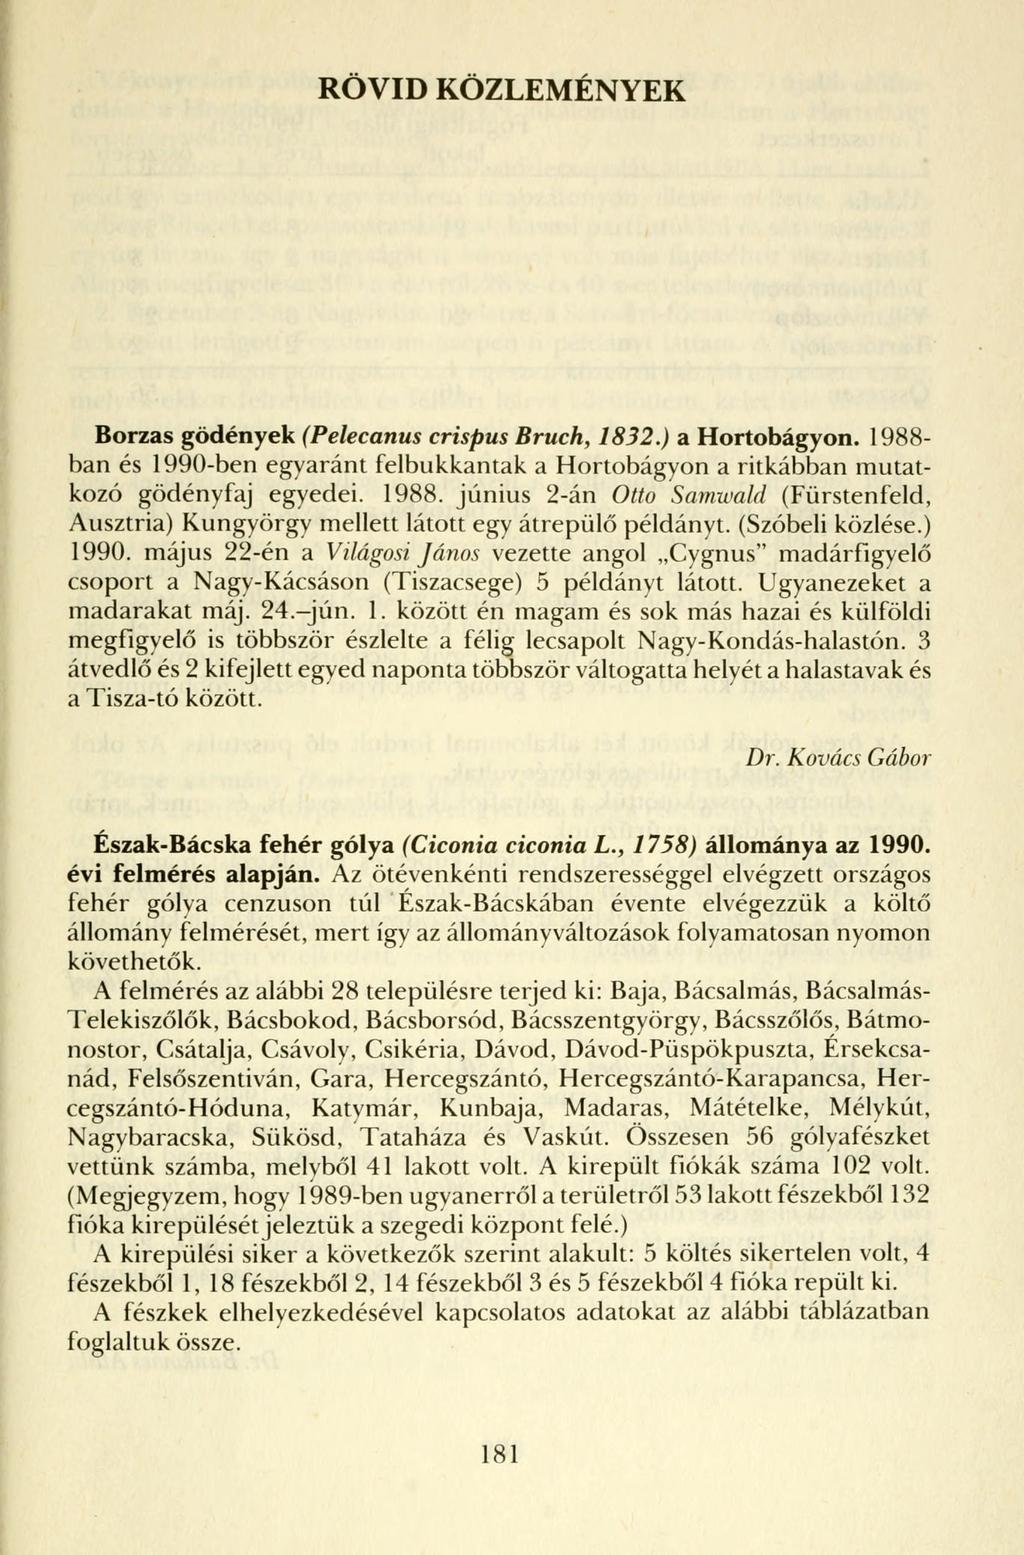 RÖVID KÖZLEMÉNYEK
Borzas gödények (Pelecanus crispus Bruch, 1832.) a Hortobágyon. 1988-
ban és 1990-ben egyaránt felbukkantak a Hortobágyon a ritkábban mutat-
kozó gödényfaj egyedei. 1988. június 2-án Otto Samwald (Fürstenfeld,
Ausztria) Kungyörgy mellett látott egy átrepülő példányt. (Szóbeli közlése.)
1990. május 22-én a Világosi János vezette angol „Cygnus” madárfigyelő
csoport a Nagy-Kácsáson (Tiszacsege) 5 példányt látott. Ugyanezeket a
madarakat máj. 24.–jún. 1. között én magam és sok más hazai és külföldi
megfigyelő is többször észlelte a félig lecsapolt Nagy-Kondás-halastón. 3
átvedlő és 2 kifejlett egyed naponta többször váltogatta helyét a halastavak és
a Tisza-tó között.
Dr. Kovács Gábor
Észak-Bácska fehér gólya (Ciconia ciconia L., 1758) állománya az 1990.
évi felmérés alapján. Az ötévenkénti rendszerességgel elvégzett országos
fehér gólya cenzuson túl Észak-Bácskában évente elvégezzük a költő
állomány felmérését, mert így az állományváltozások folyamatosan nyomon
követhetők.
A felmérés az alábbi 28 településre terjed ki: Baja, Bácsalmás, Bácsalmás-
Telekiszőlők, Bácsbokod, Bácsborsód, Bácsszentgyörgy, Bácsszőlős, Bátmo-
nostor, Csátalja, Csávoly, Csikéria, Dávod, Dávod-Püspökpuszta, Érsekcsa-
nád, Felsőszentiván, Gara, Hercegszántó, Hercegszántó-Karapancsa, Her-
cegszántó-Hóduna, Katymár, Kunbaja, Madaras, Mátételke, Mélykút,
Nagybaracska, Sükösd, Tataháza és Vaskút. Összesen 56 gólyafészket
vettünk számba, melyből 41 lakott volt. A kirepült fiókák száma 102 volt.
(Megjegyzem, hogy 1989-ben ugyanerről a területről 53 lakott fészekből 132
fióka kirepülését jeleztük a szegedi központ felé.)
A kirepülési siker a következők szerint alakult: 5 költés sikertelen volt, 4
fészekből 1, 18 fészekből 2, 14 fészekből 3 és 5 fészekből 4 fióka repült ki.
A fészkek elhelyezkedésével kapcsolatos adatokat az alábbi táblázatban
foglaltuk össze.
181